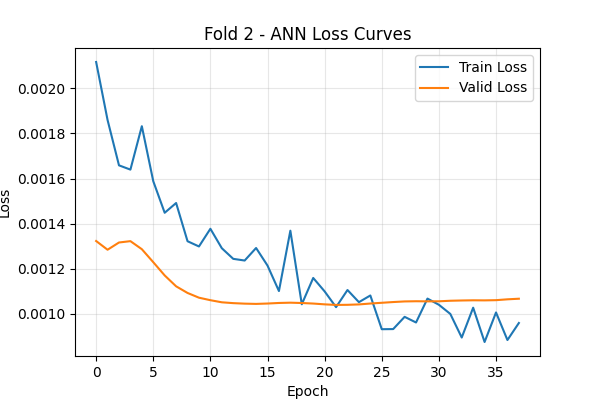 Fold 2 - ANN Loss Curves
Train Loss
Valid Loss
Loss
0.0020
0.0018
0.0016
0.0014
0.0012
0.0010
0 5 10 15 20 25 30 35
Epoch